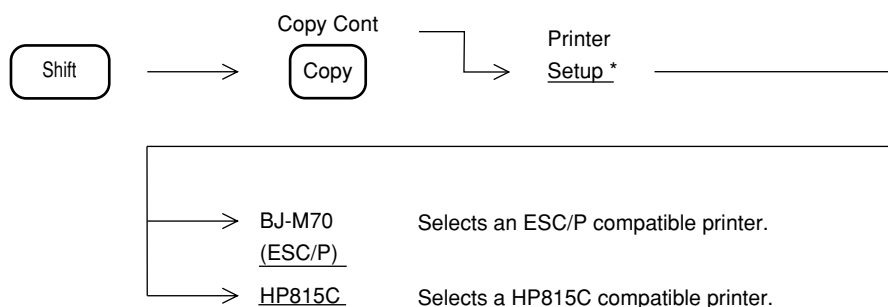 Copy Cont
Shift
Copy
Printer
Setup *
BJ-M70 Selects an ESC/P compatible printer.
(ESC/P)
HP815C Selects a HP815C compatible printer.